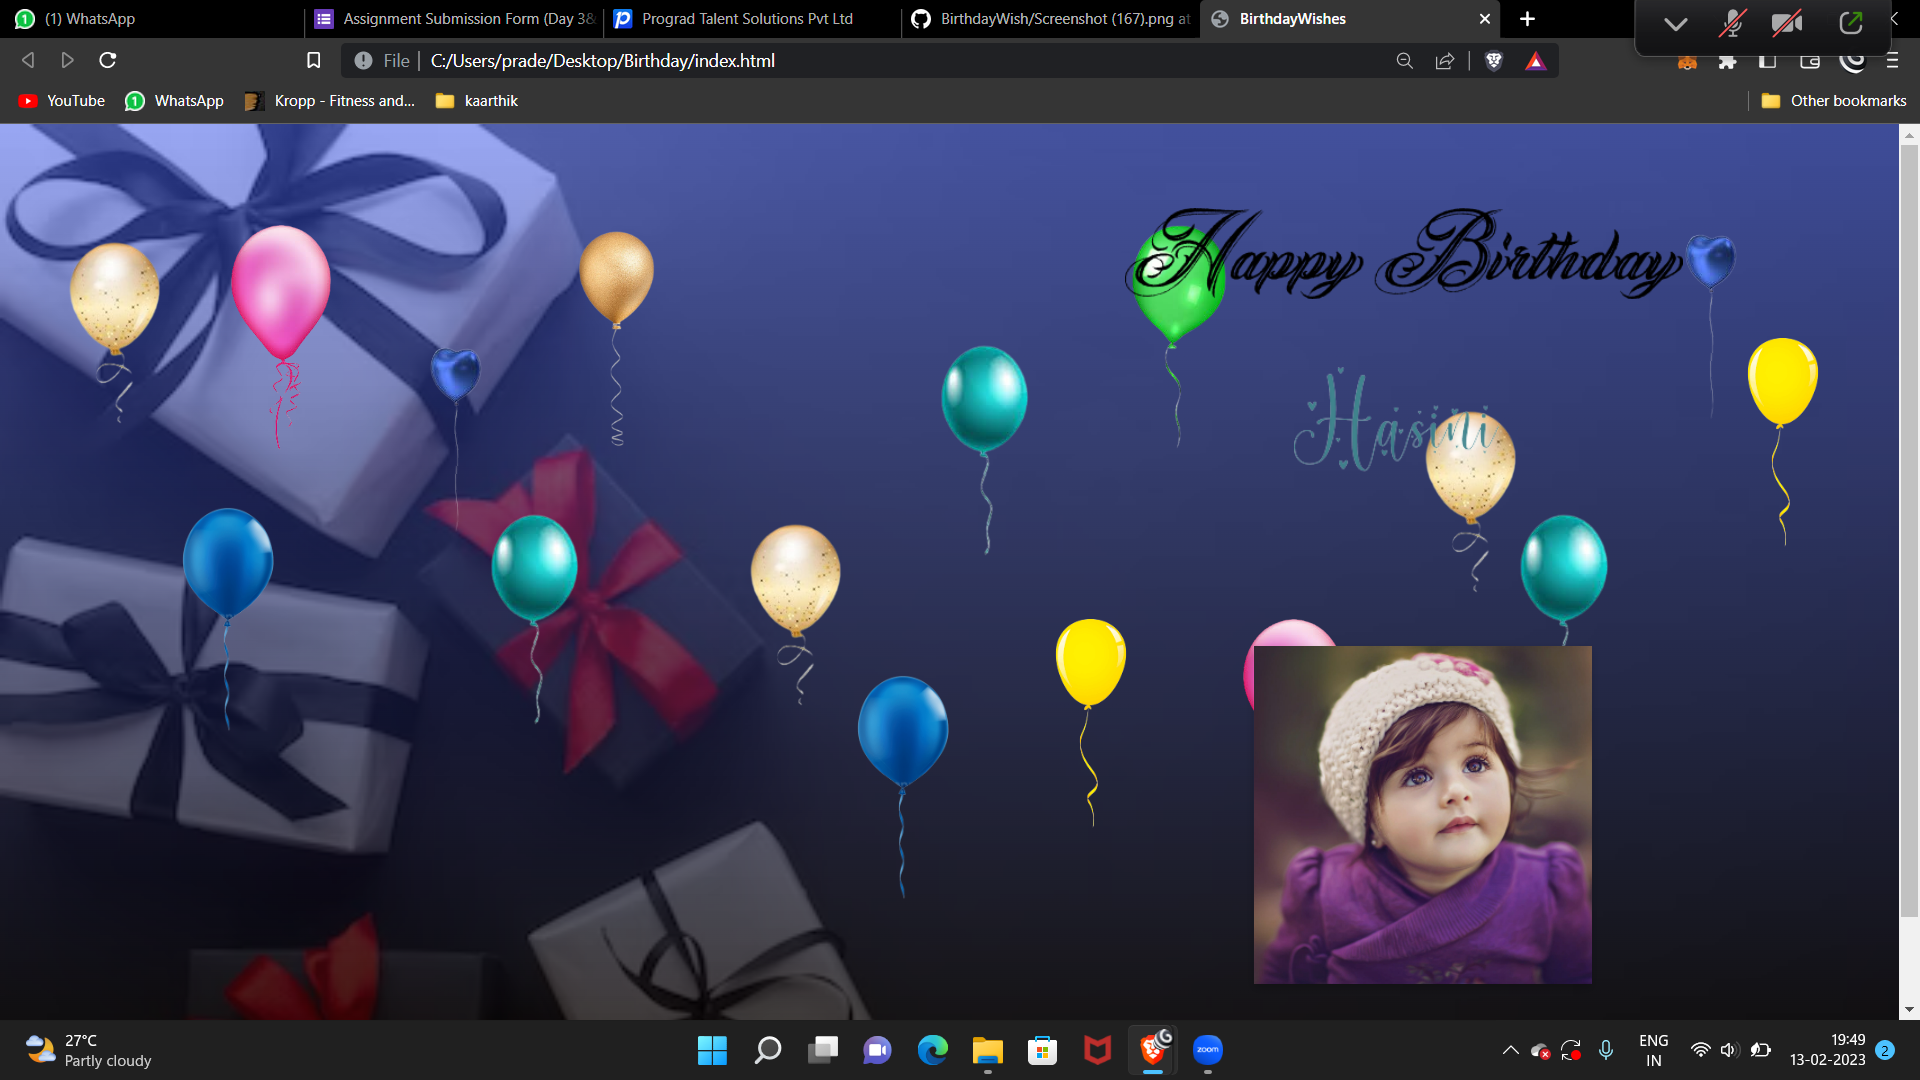 (1) WhatsApp
Assignment Submission Form (Day 3&
Prograd Talent Solutions Pvt Ltd
BirthdayWish/Screenshot (167).png at
BirthdayWishes
File
C:/Users/prade/Desktop/Birthday/index.html
YouTube
WhatsApp
Kropp - Fitness and...
kaarthik
Other bookmarks
Happy Birthday
Hasini
27°C
Partly cloudy
zoom
ENG
IN
19:49
13-02-2023
2